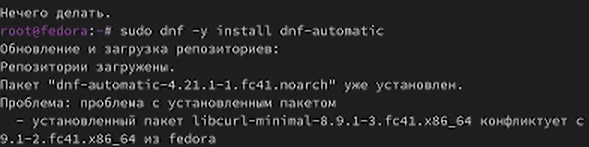 Нечего делать.
root@fedora:~# sudo dnf -y install dnf-automatic
Обновление и загрузка репозиториев:
Репозитории загружены.
Пакет "dnf-automatic-4.21.1-1.fc41.noarch" уже установлен.
Проблема: проблема с установленным пакетом
  - установленный пакет libcurl-minimal-8.9.1-3.fc41.x86_64 конфликтует с
9.1-2.fc41.x86_64 из fedora